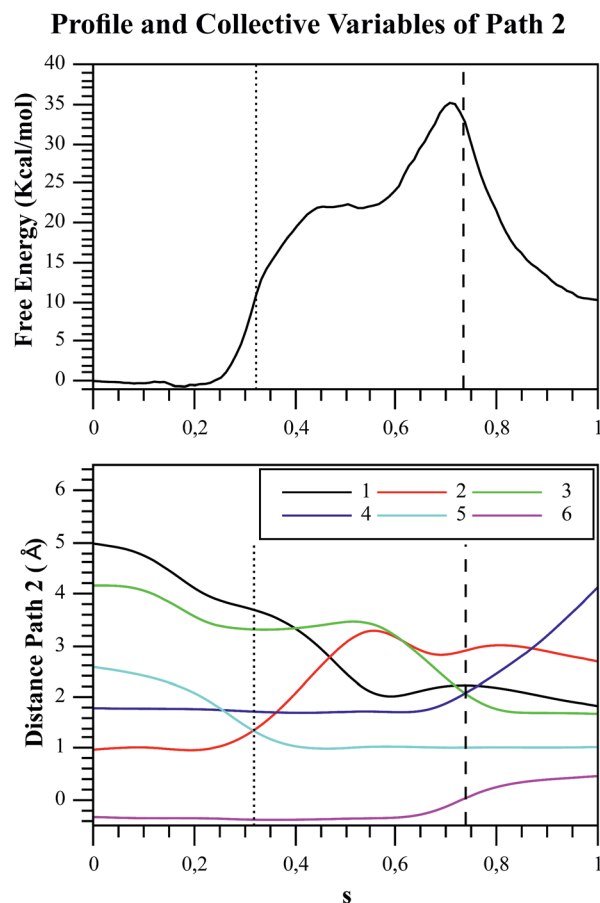 Profile and Collective Variables of Path 2
Free Energy (Kcal/mol)
40
35
30
25
20
10
5
0
0 0,2 0,4 0,6 0,8 1
Distance Path 2 (Å)
1 2 3
4 5 6
6
5
4
3
2
1
0
0 0,2 0,4 0,6 0,8 1
s